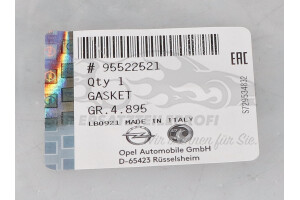 # 95522521
Qty 1
GASKET
GR.4.895
LB0921 MADE IN ITALY
Opel Automobile GmbH
D-65423 Rüsselsheim
EAC